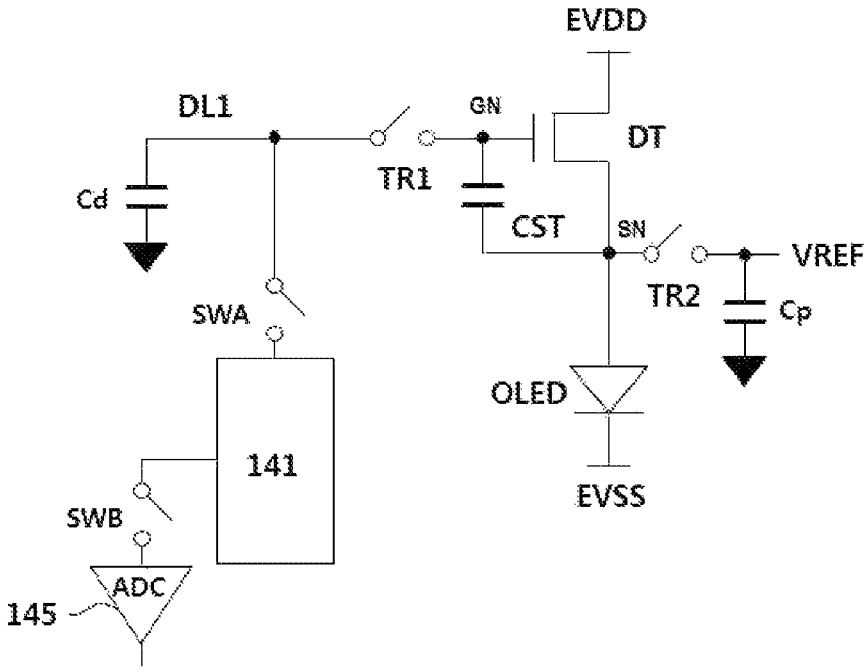 EVDD
DL1
GN
DT
TR1
Cd
CST
SN
VREF
TR2
Cp
SWA
OLED
141
EVSS
SWB
ADC
145